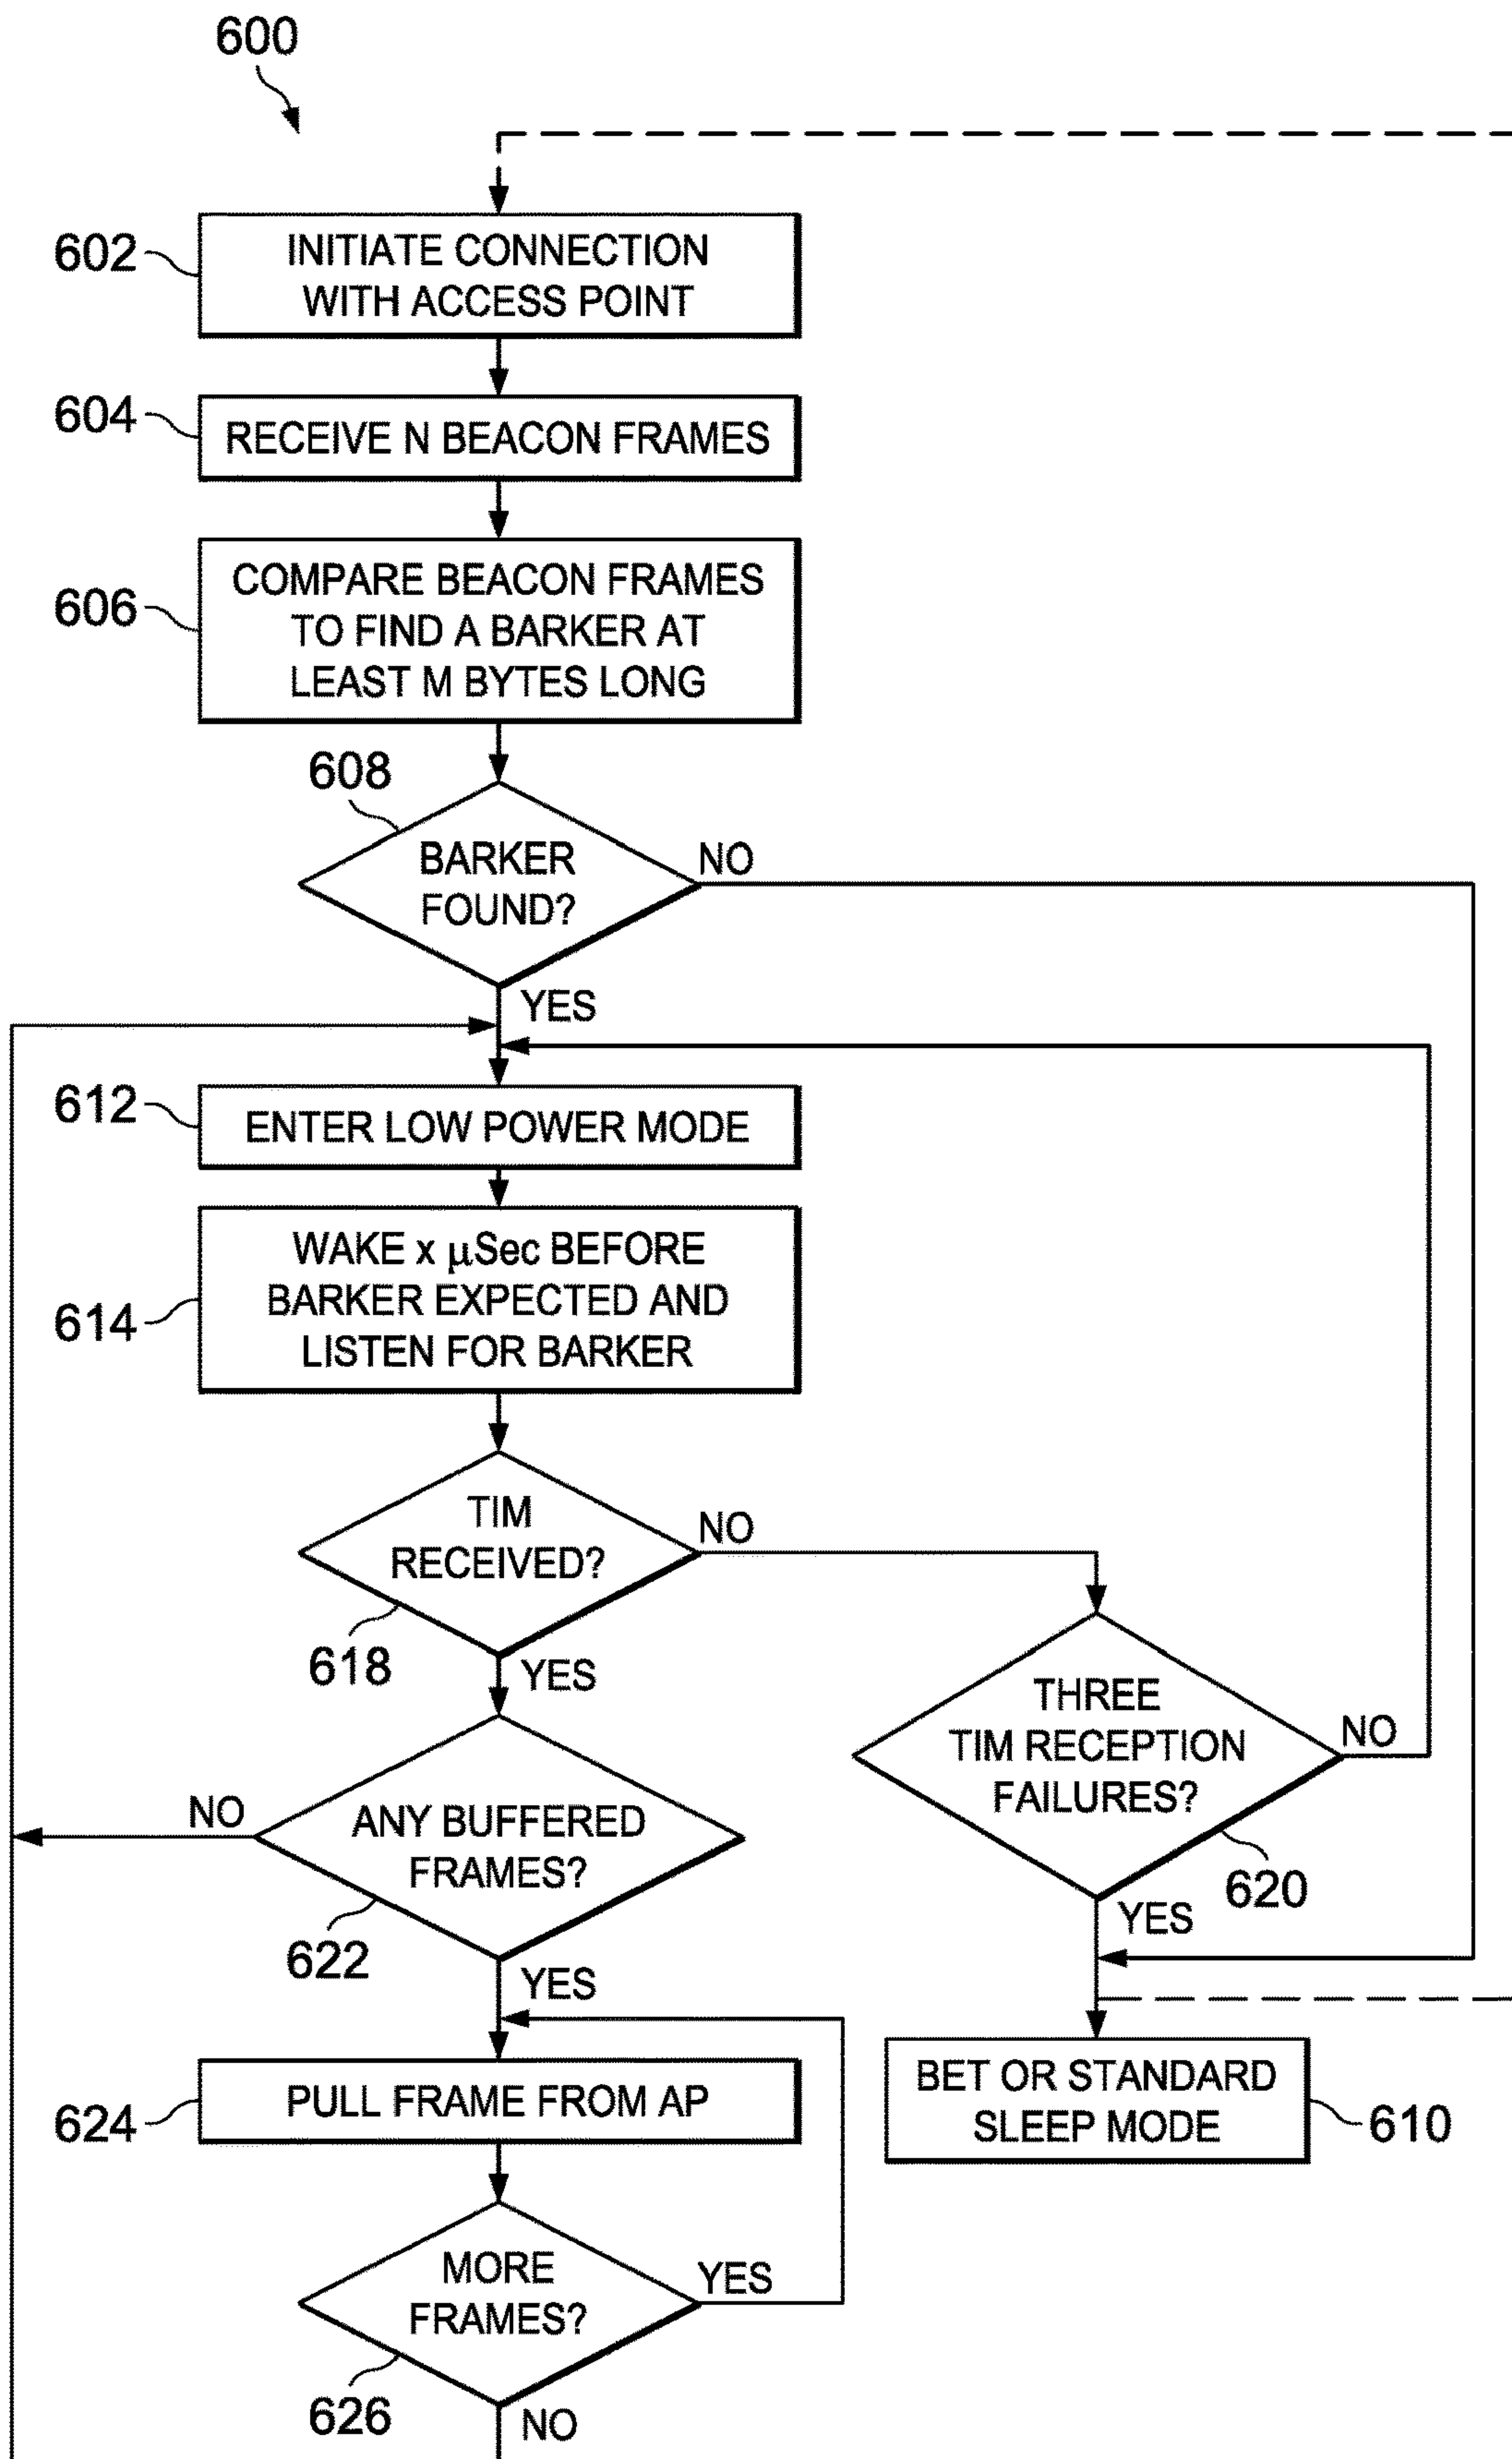 600
602
INITIATE CONNECTION
WITH ACCESS POINT
604
RECEIVE N BEACON FRAMES
606
COMPARE BEACON FRAMES
TO FIND A BARKER AT
LEAST M BYTES LONG
608
BARKER
FOUND?
NO
YES
612
ENTER LOW POWER MODE
614
WAKE x µSec BEFORE
BARKER EXPECTED AND
LISTEN FOR BARKER
TIM
RECEIVED?
NO
618
YES
THREE
TIM RECEPTION
FAILURES?
NO
620
YES
ANY BUFFERED
FRAMES?
NO
622
YES
624
PULL FRAME FROM AP
BET OR STANDARD
SLEEP MODE
610
MORE
FRAMES?
YES
626
NO